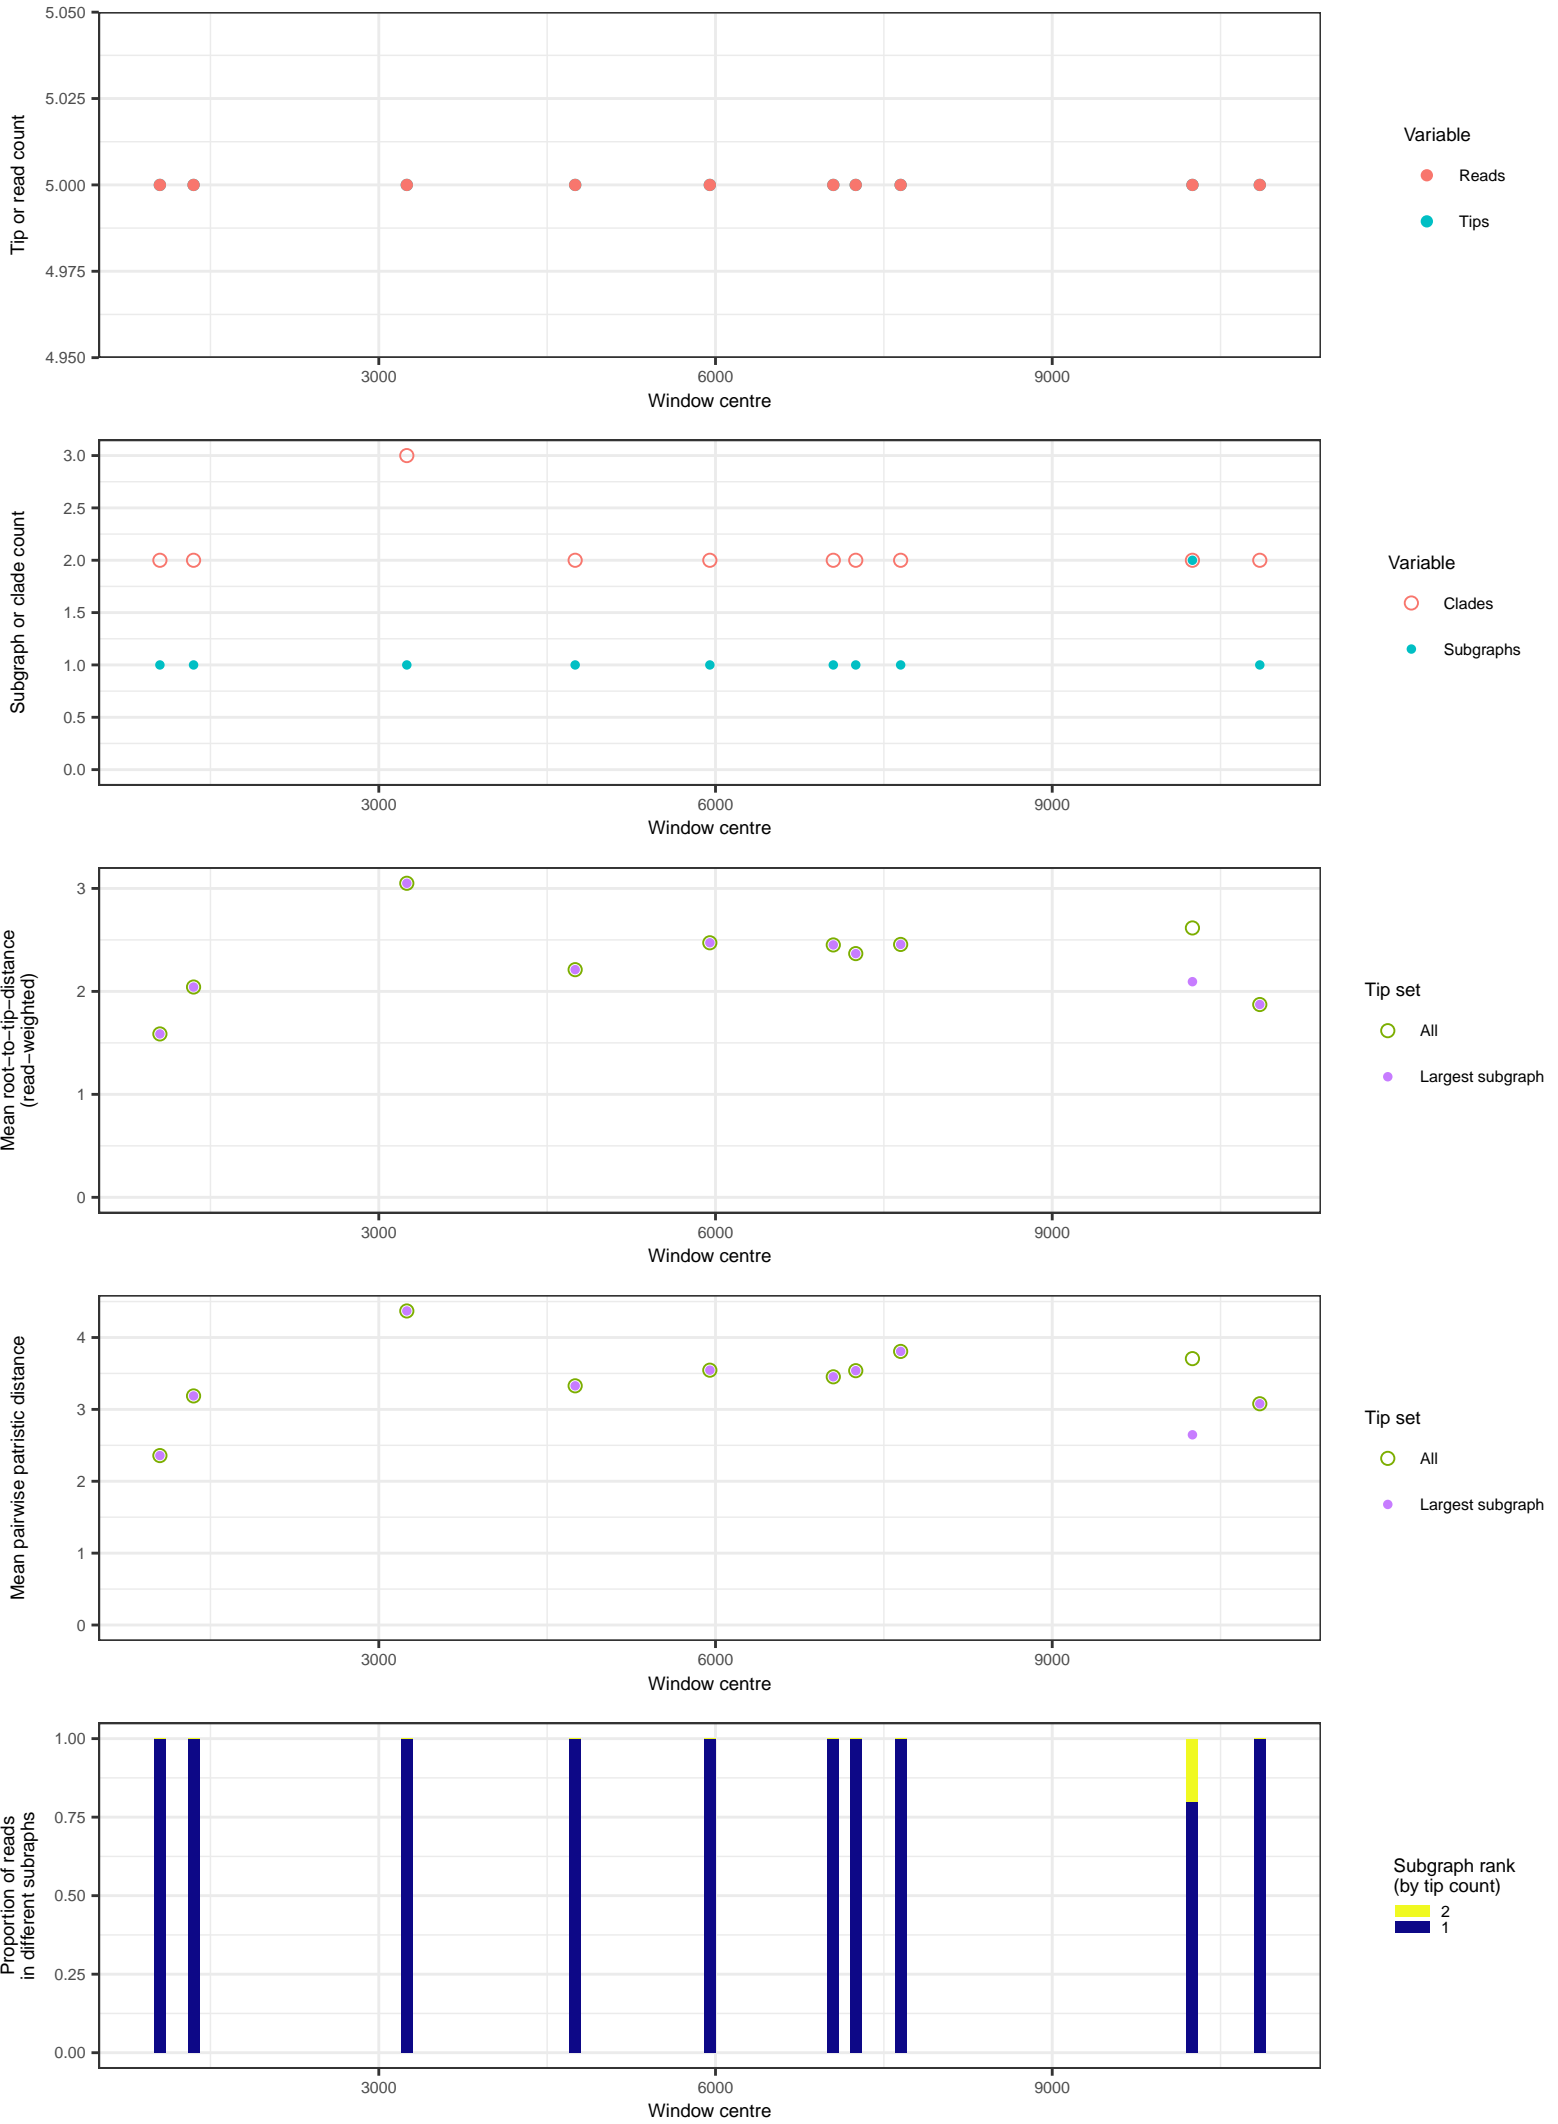 5.050
5.025
5.000
4.975
4.950
Tip or read count
3000 6000 9000
Window centre
Variable
Reads
Tips
3.0
2.5
2.0
1.5
1.0
0.5
0.0
Subgraph or clade count
3000 6000 9000
Window centre
Variable
Clades
Subgraphs
3
2
1
0
Mean root−to−tip−distance
(read−weighted)
3000 6000 9000
Window centre
Tip set
All
Largest subgraph
4
3
2
1
0
Mean pairwise patristic distance
3000 6000 9000
Window centre
Tip set
All
Largest subgraph
1.00
0.75
0.50
0.25
0.00
Proportion of reads
in different subraphs
3000 6000 9000
Window centre
Subgraph rank
(by tip count)
2
1